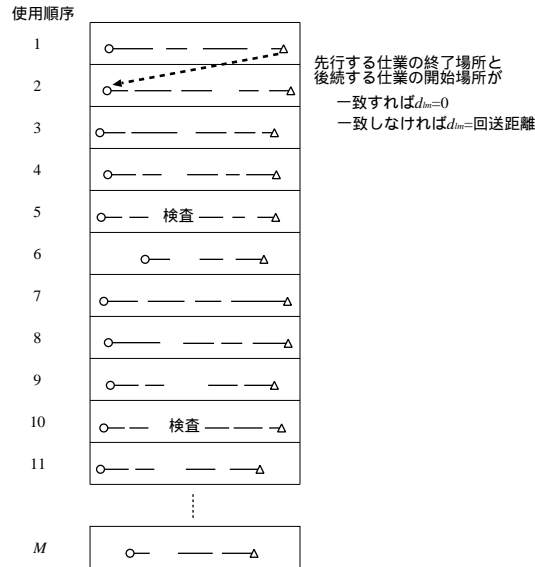 使用順序
1
先行する仕業の終了場所と
後続する仕業の開始場所が
一致すればdlm=0
一致しなければdlm=回送距離
2
3
4
5
検査
6
7
8
9
10
検査
11
M